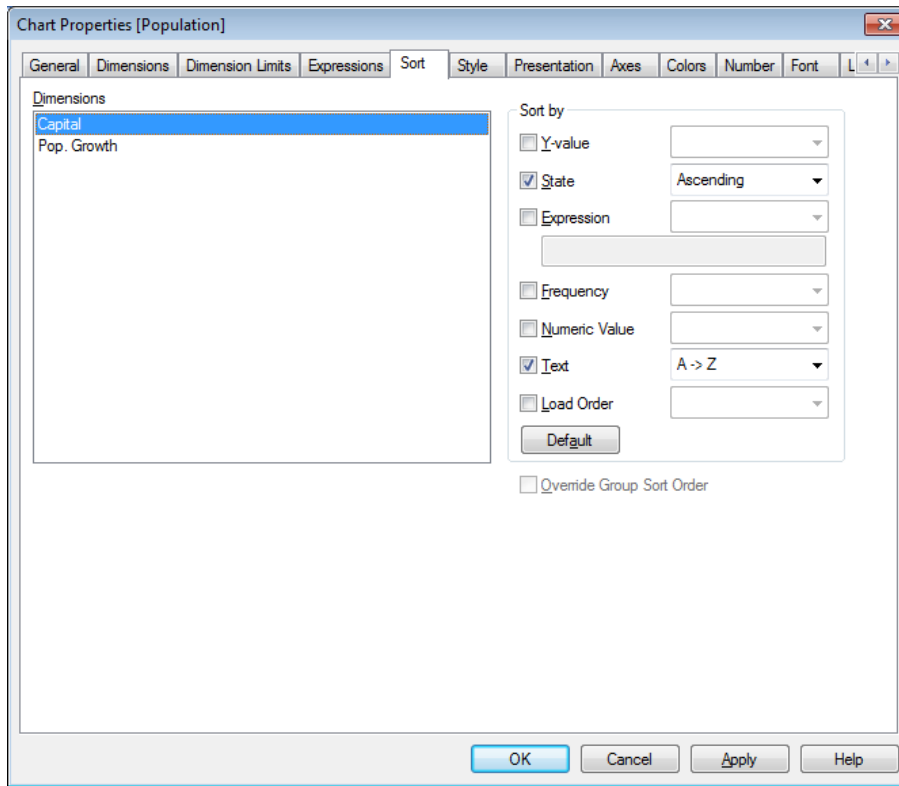 Chart Properties [Population]
General Dimensions Dimension Limits Expressions Sort Style Presentation Axes Colors Number Font L
Dimensions
Capital
Pop. Growth
Sort by
Y-value
State Ascending
Expression
Frequency
Numeric Value
Text A -> Z
Load Order
Default
Override Group Sort Order
OK Cancel Apply Help